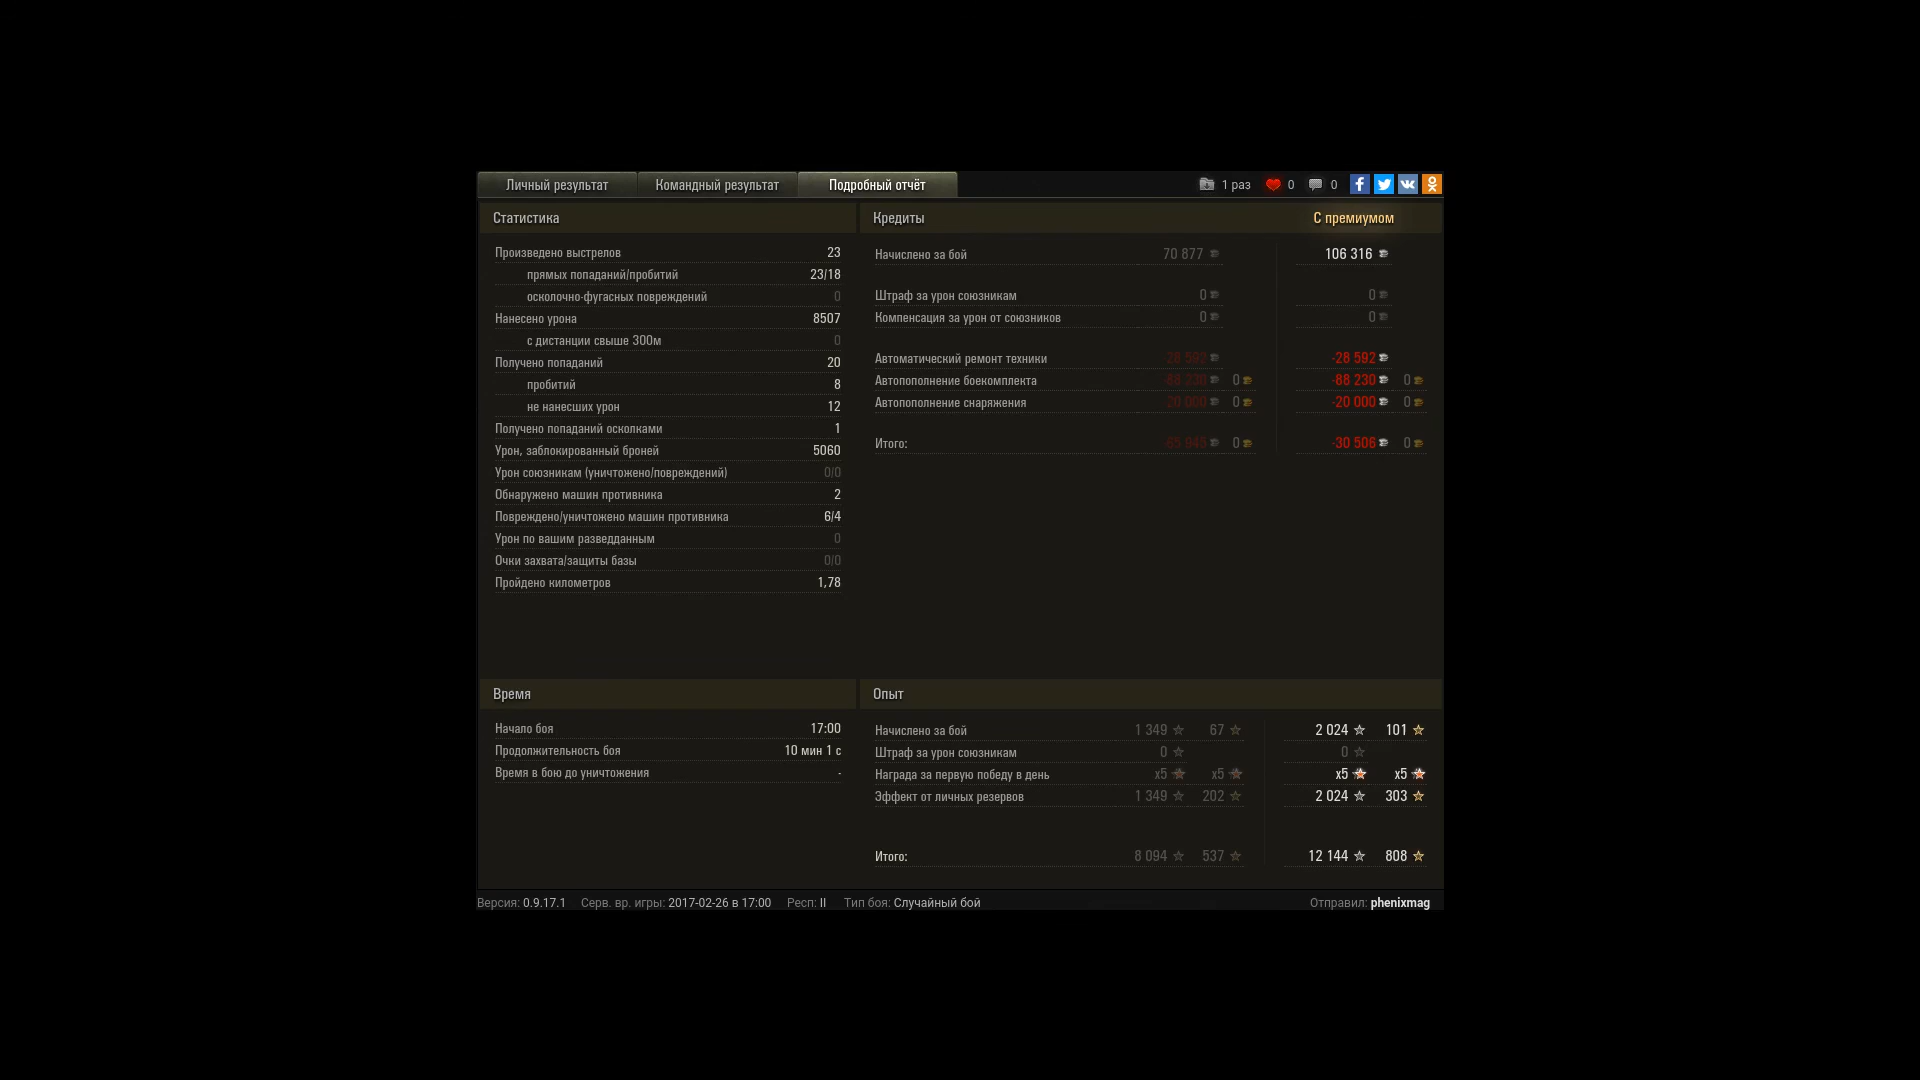 Личный результат Командный результат Подробный отчёт 1 раз 0 0
Статистика
Произведено выстрелов 23
прямых попаданий/пробитий 23/18
осколочно-фугасных повреждений 0
Нанесено урона 8507
с дистанции свыше 300м 0
Получено попаданий 20
пробитий 8
не нанесших урон 12
Получено попаданий осколками 1
Урон, заблокированный броней 5060
Урон союзникам (уничтожено/повреждений) 0/0
Обнаружено машин противника 2
Повреждено/уничтожено машин противника 6/4
Урон по вашим разведданным 0
Очки захвата/защиты базы 0/0
Пройдено километров 1,78
Кредиты С премиумом
Начислено за бой 70 877 106 316
Штраф за урон союзникам 0 0
Компенсация за урон от союзников 0 0
Автоматический ремонт техники -28 592 -28 592
Автопополнение боекомплекта -88 230 0 -88 230 0
Автопополнение снаряжения -20 000 0 -20 000 0
Итого: -65 945 0 -30 506 0
Время
Начало боя 17:00
Продолжительность боя 10 мин 1 с
Время в бою до уничтожения -
Опыт
Начислено за бой 1 349 67 2 024 101
Штраф за урон союзникам 0 0
Награда за первую победу в день x5 x5 x5 x5
Эффект от личных резервов 1 349 202 2 024 303
Итого: 8 094 537 12 144 808
Версия: 0.9.17.1 Серв. вр. игры: 2017-02-26 в 17:00 Респ: II Тип боя: Случайный бой Отправил: phenixmag